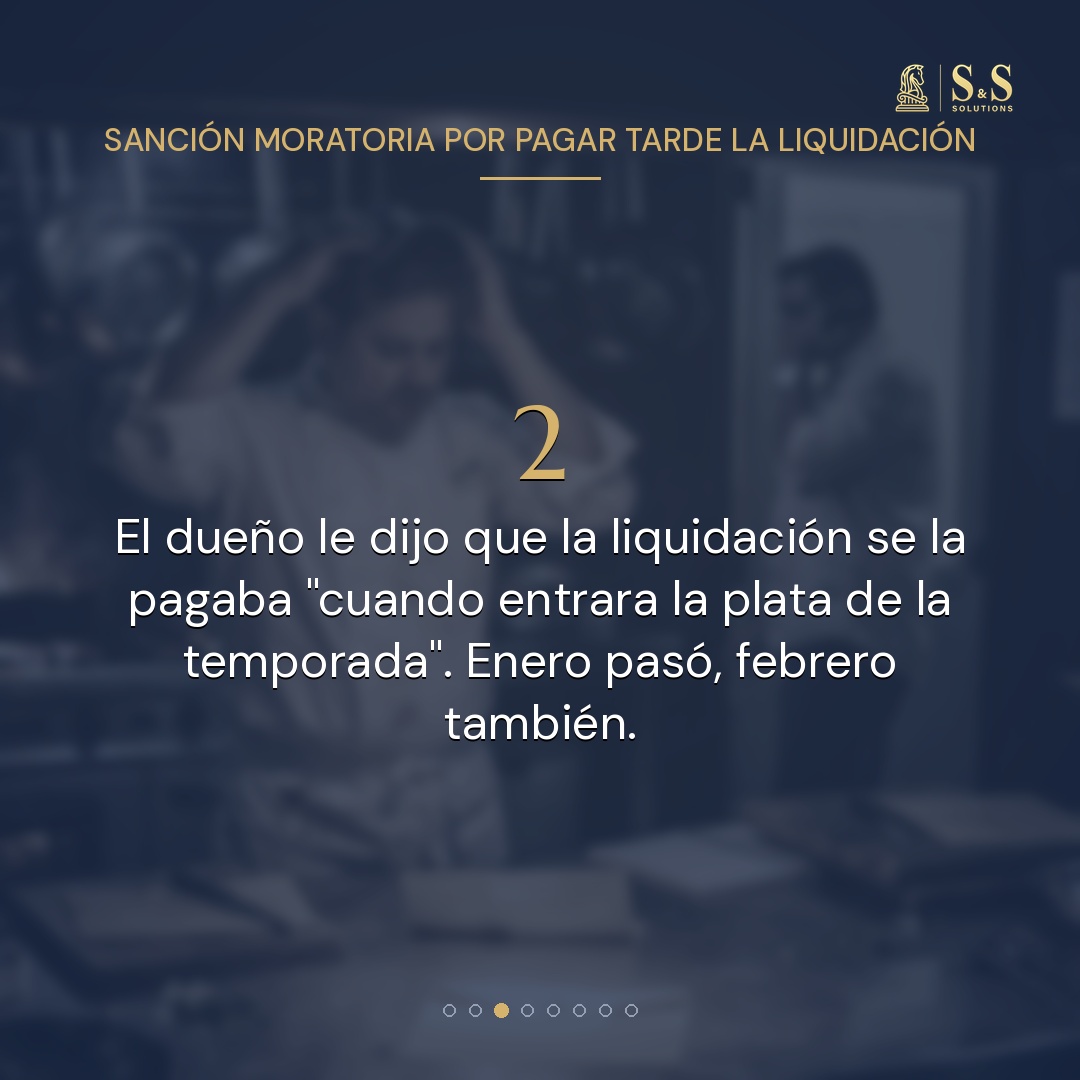 S&S
SOLUTIONS
SANCIÓN MORATORIA POR PAGAR TARDE LA LIQUIDACIÓN
2
El dueño le dijo que la liquidación se la
pagaba "cuando entrara la plata de la
temporada". Enero pasó, febrero
también.